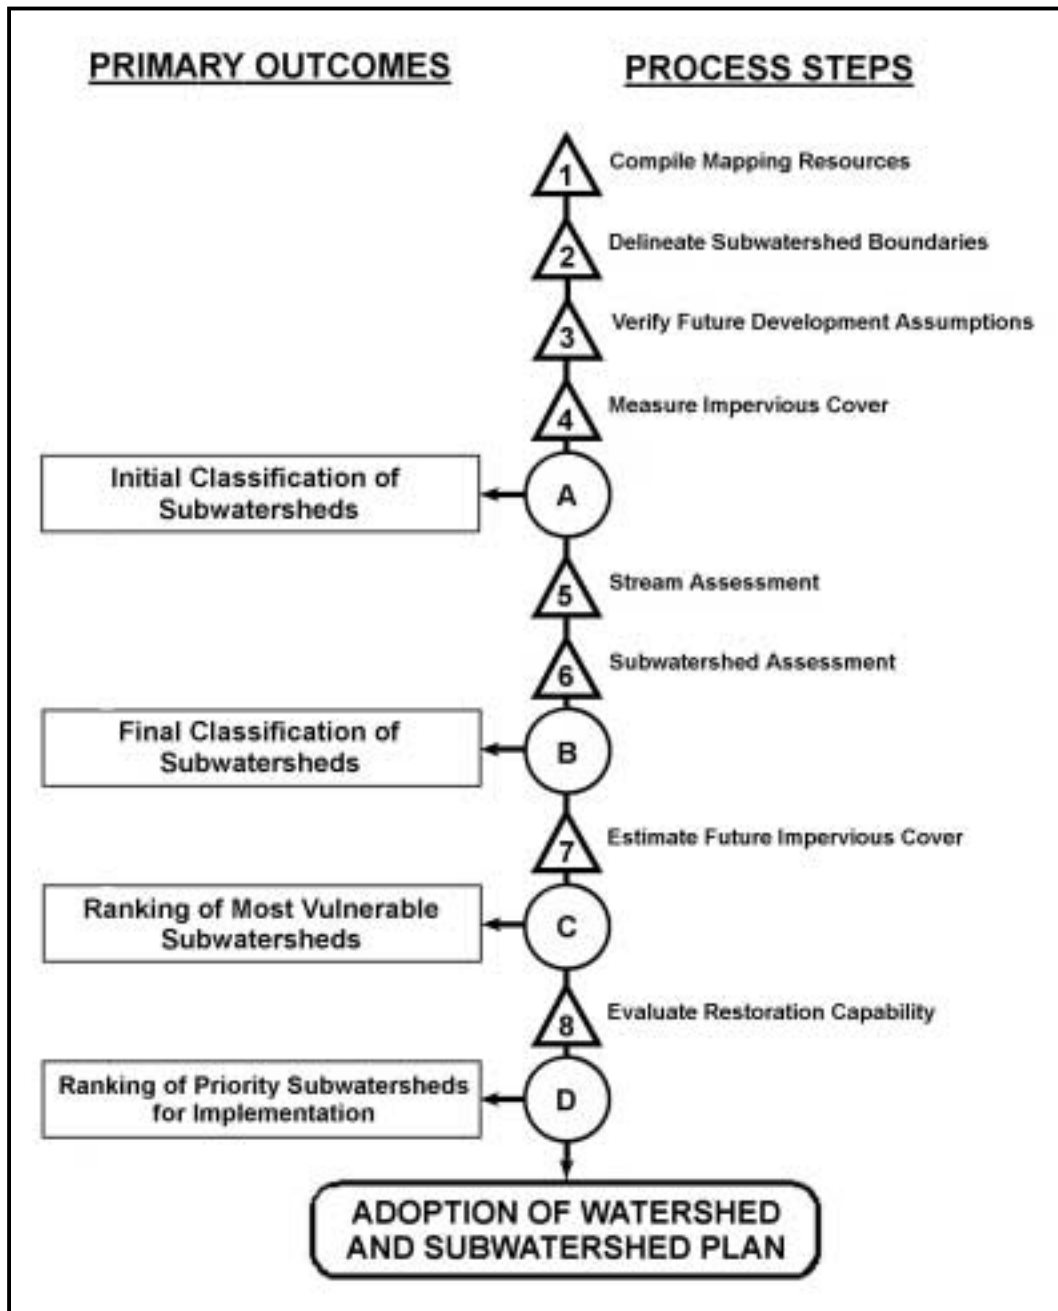 PRIMARY OUTCOMES
PROCESS STEPS
1
Compile Mapping Resources
2
Delineate Subwatershed Boundaries
3
Verify Future Development Assumptions
4
Measure Impervious Cover
Initial Classification of
Subwatersheds
A
5
Stream Assessment
6
Subwatershed Assessment
Final Classification of
Subwatersheds
B
7
Estimate Future Impervious Cover
Ranking of Most Vulnerable
Subwatersheds
C
8
Evaluate Restoration Capability
Ranking of Priority Subwatersheds
for Implementation
D
ADOPTION OF WATERSHED
AND SUBWATERSHED PLAN